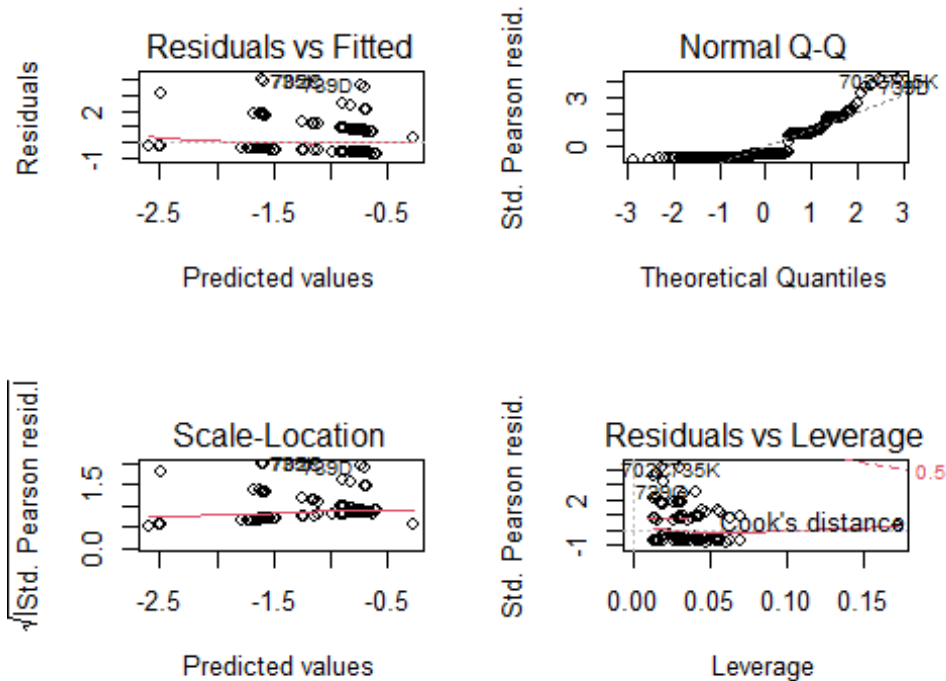 Residuals vs Fitted
Residuals
2
-1
739D
-2.5 -1.5 -0.5
Predicted values
Normal Q-Q
Std. Pearson resid.
3
0
-3 -2 -1 0 1 2 3
Theoretical Quantiles
Scale-Location
√|Std. Pearson resid.|
1.5
0.0
739D
-2.5 -1.5 -0.5
Predicted values
Residuals vs Leverage
Std. Pearson resid.
2
-1
735K
0.5
Cook's distance
0.00 0.05 0.10 0.15
Leverage